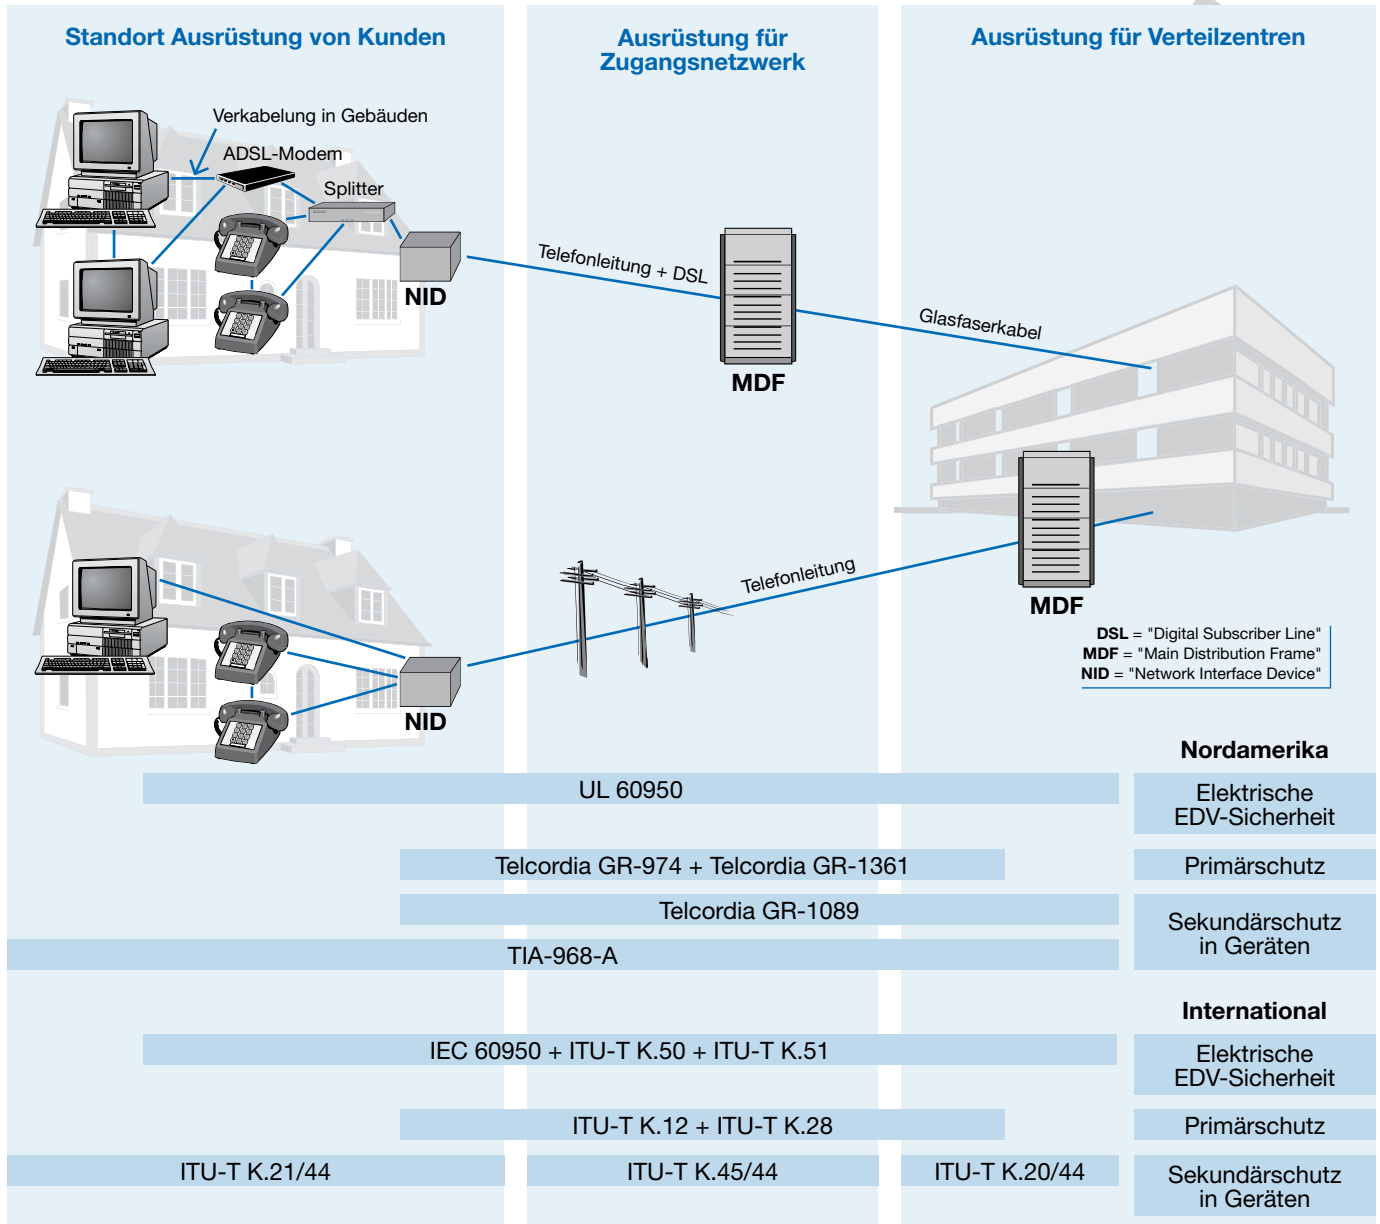 Standort Ausrüstung von Kunden
Ausrüstung für
Zugangsnetzwerk
Ausrüstung für Verteilzentren
Verkabelung in Gebäuden
ADSL-Modem
Splitter
NID
Telefonleitung + DSL
MDF
Glasfaserkabel
NID
Telefonleitung
MDF
DSL = "Digital Subscriber Line"
MDF = "Main Distribution Frame"
NID = "Network Interface Device"
Nordamerika
UL 60950
Elektrische
EDV-Sicherheit
Telcordia GR-974 + Telcordia GR-1361
Primärschutz
Telcordia GR-1089
Sekundärschutz
in Geräten
TIA-968-A
International
IEC 60950 + ITU-T K.50 + ITU-T K.51
Elektrische
EDV-Sicherheit
ITU-T K.12 + ITU-T K.28
Primärschutz
ITU-T K.21/44
ITU-T K.45/44
ITU-T K.20/44
Sekundärschutz
in Geräten